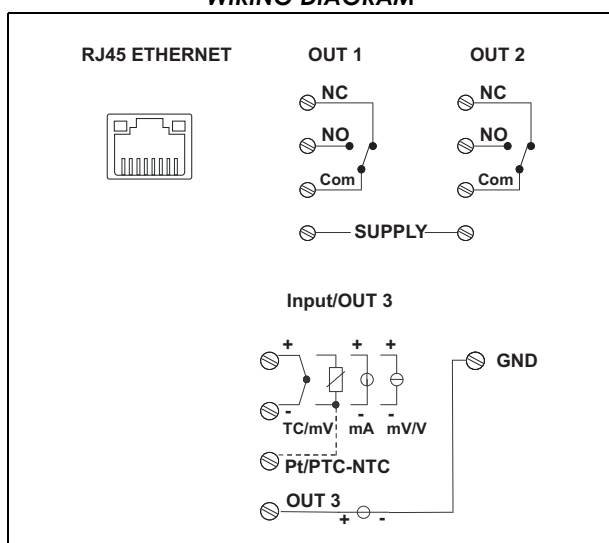 WIRING DIAGRAM
RJ45 ETHERNET OUT 1 OUT 2
NC NC
NO NO
Com Com
SUPPLY
Input/OUT 3
+ + +
GND
- - -
TC/mV mA mV/V
Pt/PTC-NTC
OUT 3
+ -